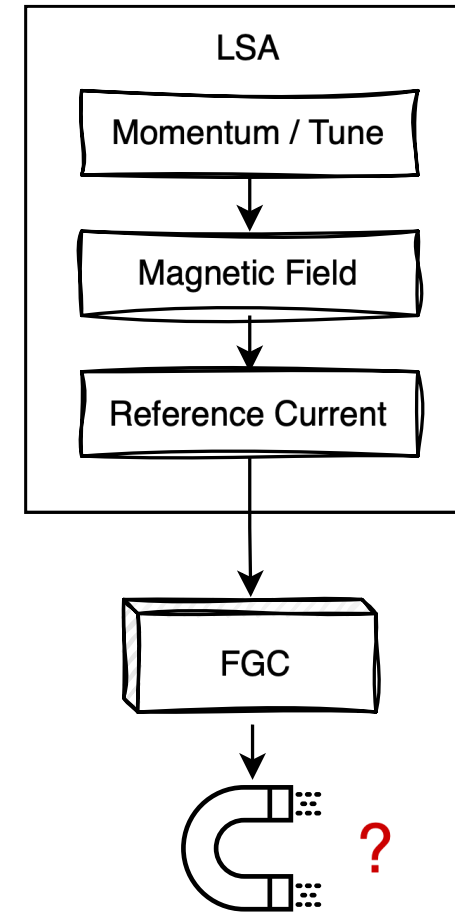 LSA
Momentum / Tune
Magnetic Field
Reference Current
FGC
?